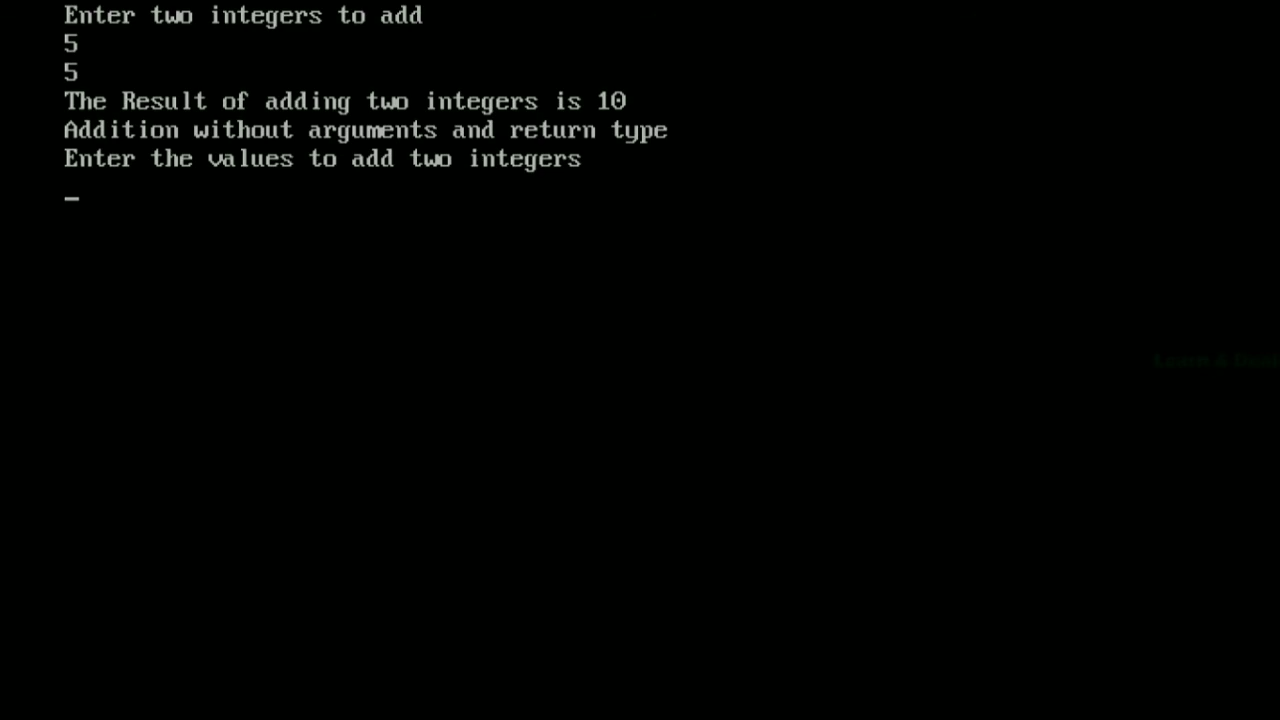 Enter two integers to add
5
5
The Result of adding two integers is 10
Addition without arguments and return type
Enter the values to add two integers